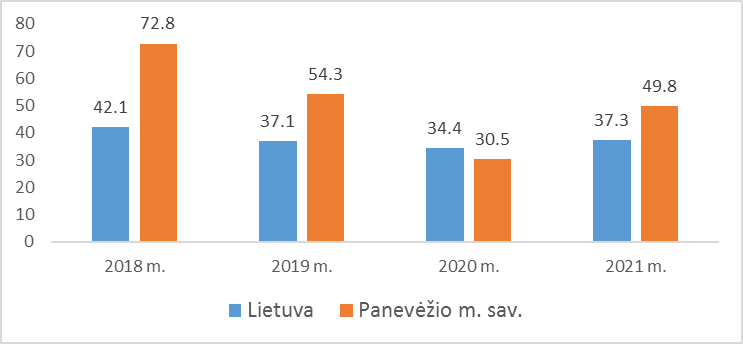 80
70
60
50
40
30
20
10
0
72.8
54.3
49.8
42.1
37.1
34.4
30.5
37.3
2018 m.
2019 m.
2020 m.
2021 m.
Lietuva
Panevėžio m. sav.